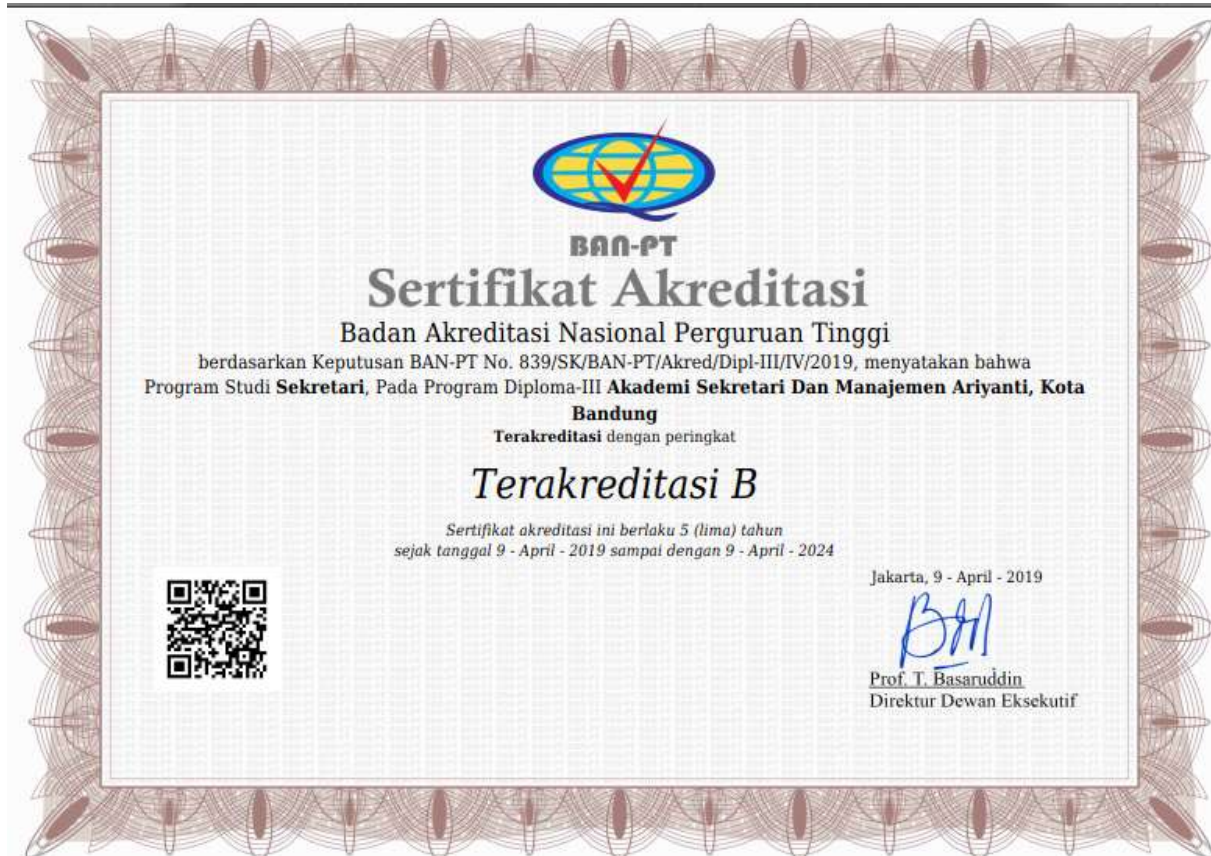 BAN-PT
Sertifikat Akreditasi
Badan Akreditasi Nasional Perguruan Tinggi
berdasarkan Keputusan BAN-PT No. 839/SK/BAN-PT/Akred/Dipl-III/IV/2019, menyatakan bahwa
Program Studi Sekretari, Pada Program Diploma-III Akademi Sekretari Dan Manajemen Ariyanti, Kota
Bandung
Terakreditasi dengan peringkat
Terakreditasi B
Sertifikat akreditasi ini berlaku 5 (lima) tahun
sejak tanggal 9 - April - 2019 sampai dengan 9 - April - 2024
Jakarta, 9 - April - 2019
Prof. T. Basaruddin
Direktur Dewan Eksekutif